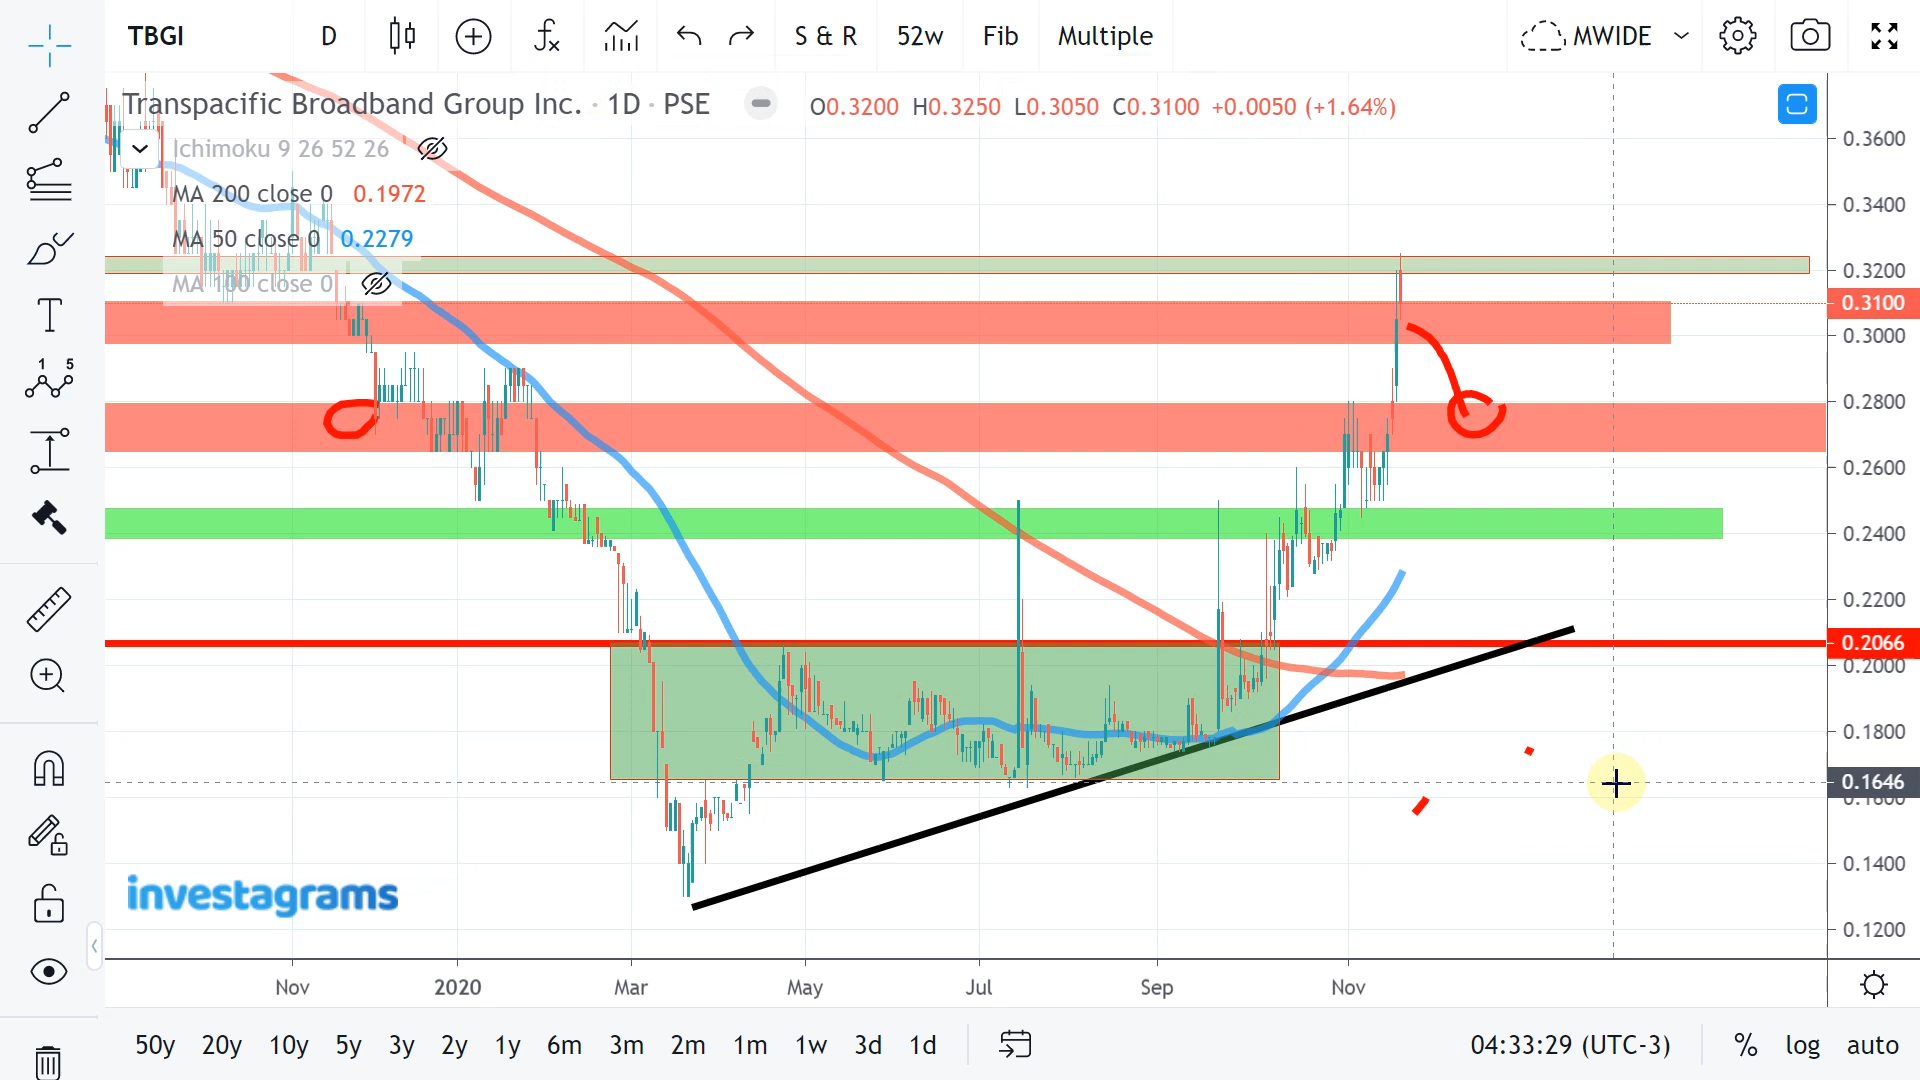 TBGI D S & R 52w Fib Multiple MWIDE
Transpacific Broadband Group Inc. · 1D · PSE O0.3200 H0.3250 L0.3050 C0.3100 +0.0050 (+1.64%)
Ichimoku 9 26 52 26
MA 200 close 0 0.1972
MA 50 close 0 0.2279
MA 100 close 0
1 5
0.3600
0.3400
0.3200
0.3100
0.3000
0.2800
0.2600
0.2400
0.2200
0.2066
0.2000
0.1800
0.1646
0.1600
0.1400
0.1200
investagrams
Nov 2020 Mar May Jul Sep Nov
50y 20y 10y 5y 3y 2y 1y 6m 3m 2m 1m 1w 3d 1d 04:33:29 (UTC-3) % log auto